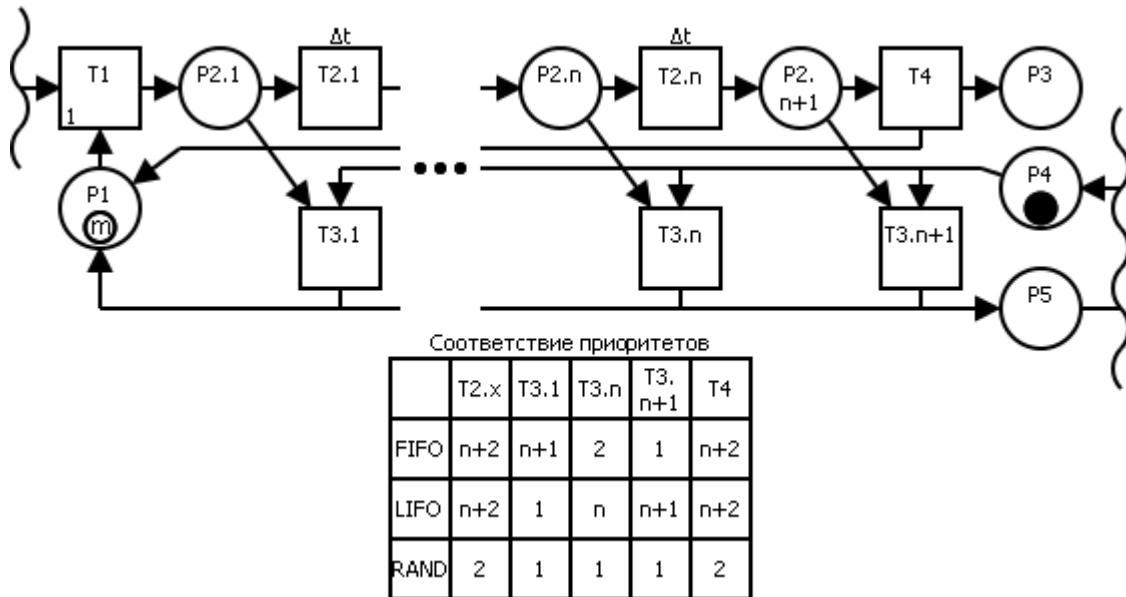 Δt
Δt
T1
1
P2.1
T2.1
P2.n
T2.n
P2.
n+1
T4
P3
P1
m
P4
T3.1
T3.n
T3.n+1
P5
Соответствие приоритетов
T2.x T3.1 T3.n T3. n+1 T4
FIFO n+2 n+1 2 1 n+2
LIFO n+2 1 n n+1 n+2
RAND 2 1 1 1 2